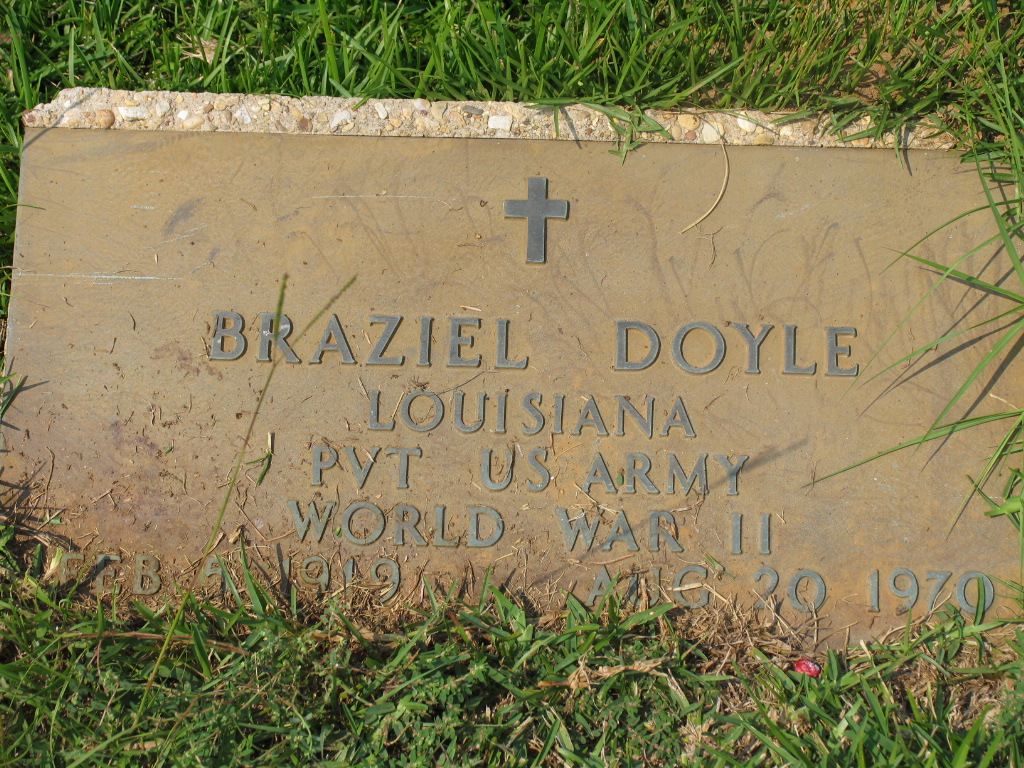 BRAZIEL DOYLE
LOUISIANA
PVT US ARMY
WORLD WAR II
FEB 1919 AUG 20 1970